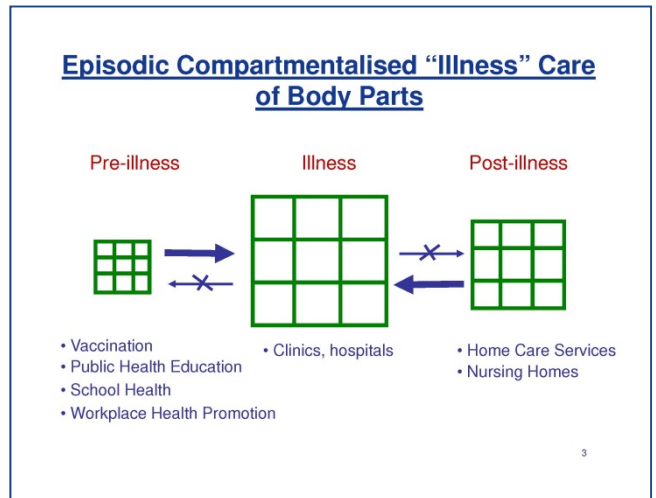 Episodic Compartmentalised “Illness” Care
of Body Parts
Pre-illness
Illness
Post-illness
• Vaccination
• Public Health Education
• School Health
• Workplace Health Promotion
• Clinics, hospitals
• Home Care Services
• Nursing Homes
3